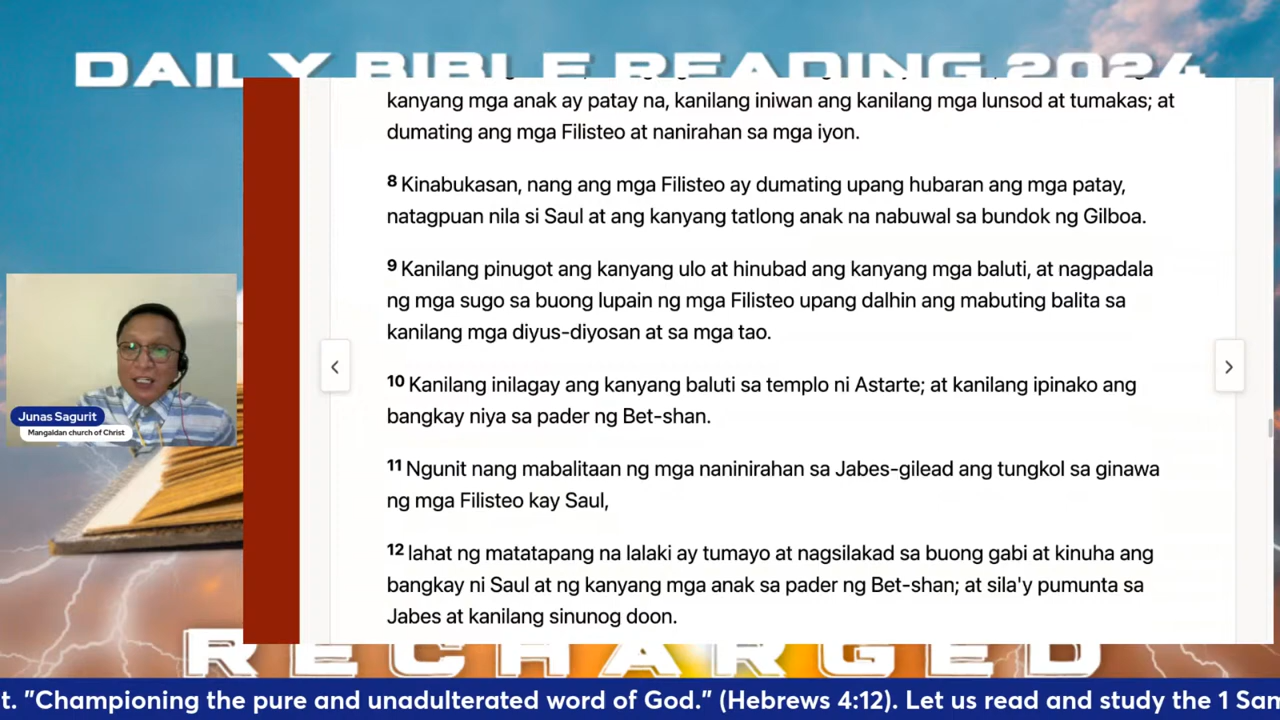 DAILY BIBLE READING 2024
kanyang mga anak ay patay na, kanilang iniwan ang kanilang mga lunsod at tumakas; at
dumating ang mga Filisteo at nanirahan sa mga iyon.
8 Kinabukasan, nang ang mga Filisteo ay dumating upang hubaran ang mga patay,
natagpuan nila si Saul at ang kanyang tatlong anak na nabuwal sa bundok ng Gilboa.
9 Kanilang pinugot ang kanyang ulo at hinubad ang kanyang mga baluti, at nagpadala
ng mga sugo sa buong lupain ng mga Filisteo upang dalhin ang mabuting balita sa
kanilang mga diyus-diyosan at sa mga tao.
10 Kanilang inilagay ang kanyang baluti sa templo ni Astarte; at kanilang ipinako ang
bangkay niya sa pader ng Bet-shan.
11 Ngunit nang mabalitaan ng mga naninirahan sa Jabes-gilead ang tungkol sa ginawa
ng mga Filisteo kay Saul,
12 lahat ng matatapang na lalaki ay tumayo at nagsilakad sa buong gabi at kinuha ang
bangkay ni Saul at ng kanyang mga anak sa pader ng Bet-shan; at sila'y pumunta sa
Jabes at kanilang sinunog doon.
Junas Sagurit
Mangaldan church of Christ
RECHARGED
t. "Championing the pure and unadulterated word of God." (Hebrews 4:12). Let us read and study the 1 Sam